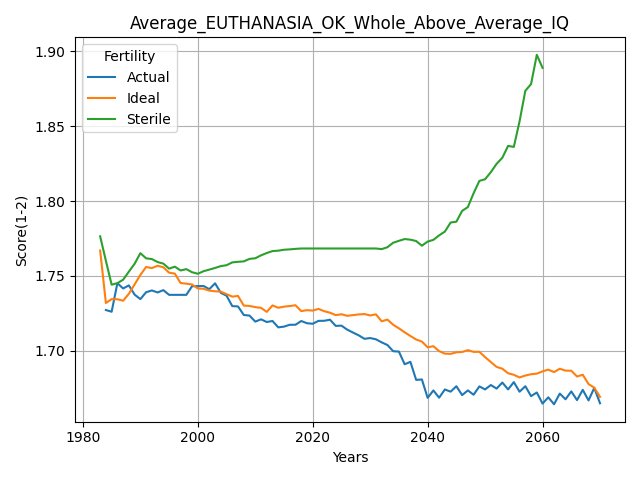 Average_EUTHANASIA_OK_Whole_Above_Average_IQ
Fertility
Actual
Ideal
Sterile
1.90
1.85
1.80
1.75
1.70
Score(1-2)
1980
2000
2020
2040
2060
Years